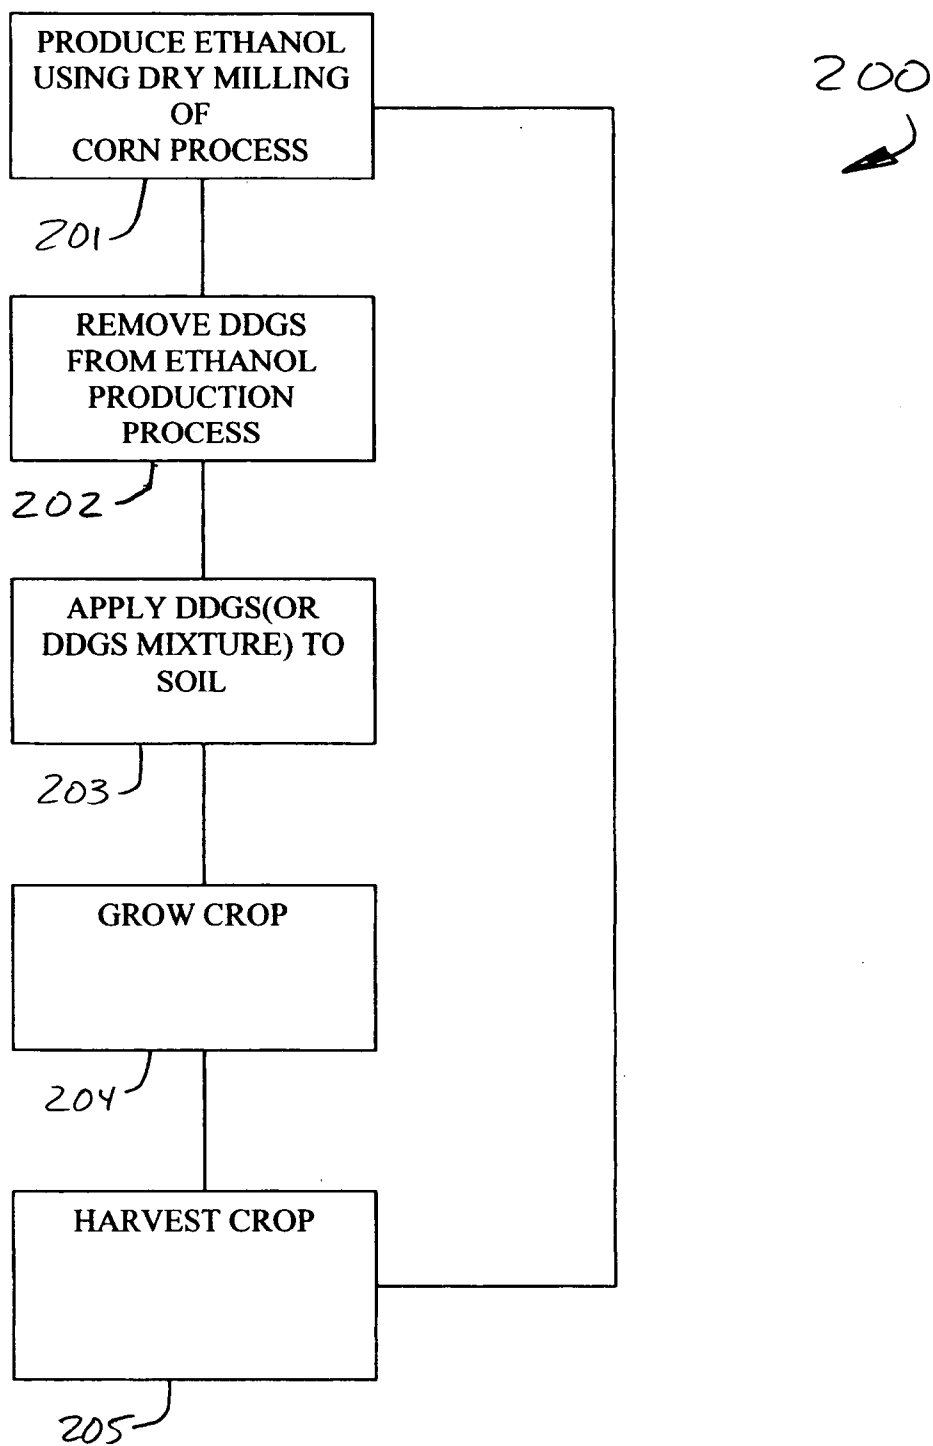 PRODUCE ETHANOL
USING DRY MILLING
OF
CORN PROCESS
200
201
REMOVE DDGS
FROM ETHANOL
PRODUCTION
PROCESS
202
APPLY DDGS(OR
DDGS MIXTURE) TO
SOIL
203
GROW CROP
204
HARVEST CROP
205